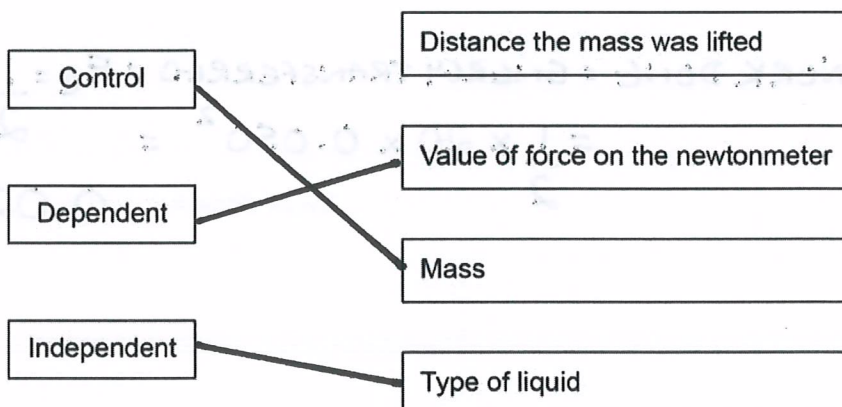 Distance the mass was lifted
Control
Value of force on the newtonmeter
Dependent
Mass
Independent
Type of liquid